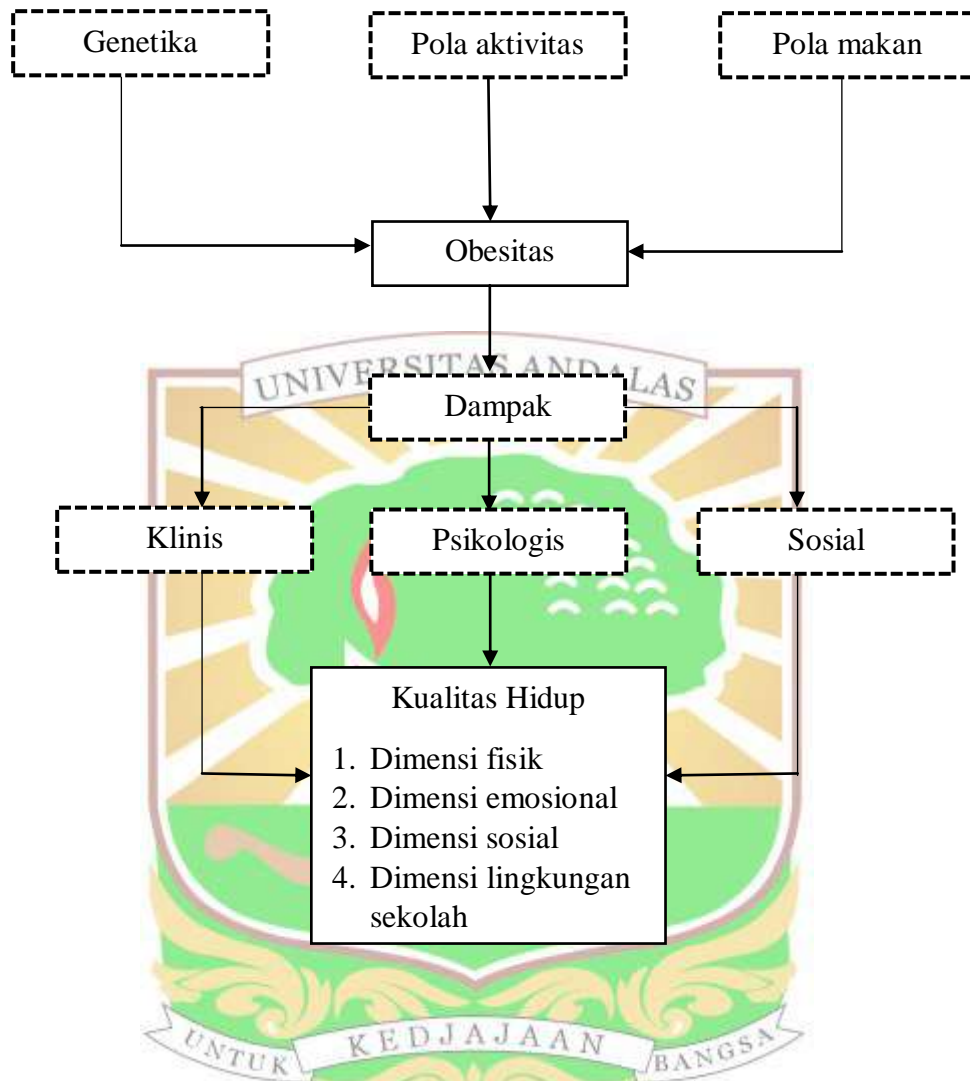 Genetika
Pola aktivitas
Pola makan
Obesitas
UNIVERSITAS ANDALAS
Dampak
Klinis
Psikologis
Sosial
Kualitas Hidup
1. Dimensi fisik
2. Dimensi emosional
3. Dimensi sosial
4. Dimensi lingkungan
sekolah
UNTUK KEDJAJAAN BANGSA